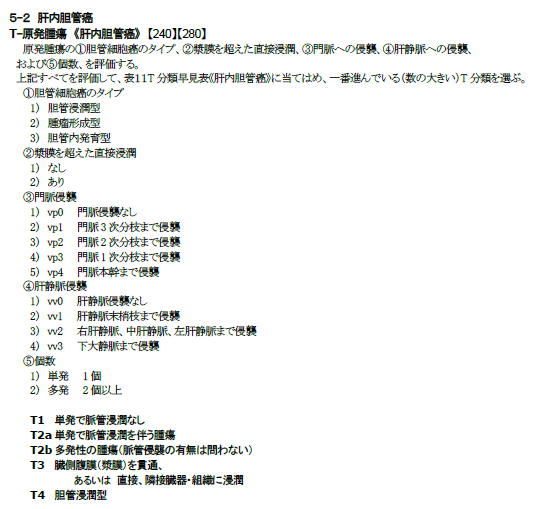 5-2 肝内胆管癌
T-原発腫瘍 《肝内胆管癌》【240】【280】
原発腫瘍の①胆管細胞癌のタイプ、②漿膜を超えた直接浸潤、③門脈への侵襲、④肝静脈への侵襲、
および⑤個数、を評価する。
上記すべてを評価して、表11T分類早見表《肝内胆管癌》に当てはめ、一番進んでいる(数の大きい)T分類を選ぶ。
①胆管細胞癌のタイプ
1) 胆管浸潤型
2) 腫瘤形成型
3) 胆管内発育型
②漿膜を超えた直接浸潤
1) なし
2) あり
③門脈侵襲
1) vp0 門脈侵襲なし
2) vp1 門脈3次分枝まで侵襲
3) vp2 門脈2次分枝まで侵襲
4) vp3 門脈1次分枝まで侵襲
5) vp4 門脈本幹まで侵襲
④肝静脈侵襲
1) vv0 肝静脈侵襲なし
2) vv1 肝静脈末梢枝まで侵襲
3) vv2 右肝静脈、中肝静脈、左肝静脈まで侵襲
4) vv3 下大静脈まで侵襲
⑤個数
1) 単発 1個
2) 多発 2個以上
T1 単発で脈管浸潤なし
T2a 単発で脈管浸潤を伴う腫瘍
T2b 多発性の腫瘍(脈管侵襲の有無は問わない)
T3 臓側腹膜(漿膜)を貫通、
あるいは 直接、隣接臓器・組織に浸潤
T4 胆管浸潤型